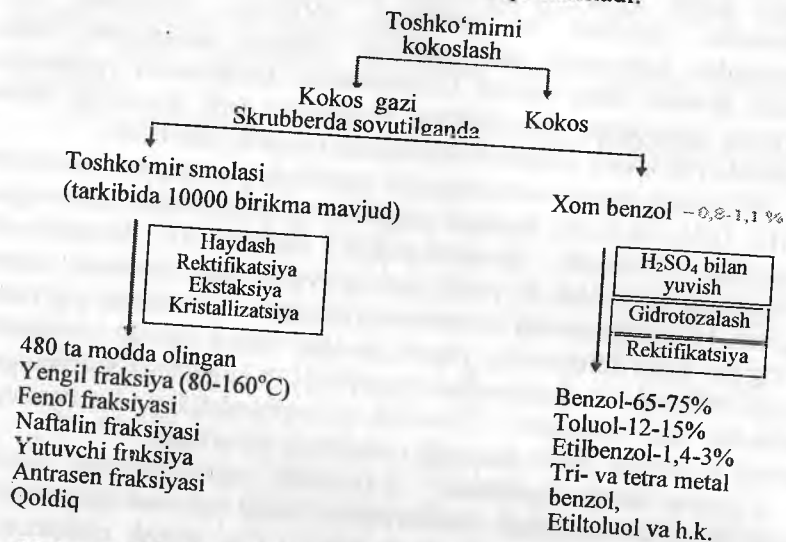 Toshko‘mirni
kokoslash
Kokos gazi
Skrubberda sovutilganda
Kokos
Toshko‘mir smolasi
(tarkibida 10000 birikma mavjud)
Haydash
Rektifikatsiya
Ekstaksiya
Kristallizatsiya
480 ta modda olingan
Yengil fraksiya (80-160°C)
Fenol fraksiyasi
Naftalin fraksiyasi
Yutuvchi fraksiya
Antrasen fraksiyasi
Qoldiq
Xom benzol –0,8-1,1 %
H₂SO₄ bilan
yuvish
Gidrotozalash
Rektifikatsiya
Benzol-65-75%
Toluol-12-15%
Etilbenzol-1,4-3%
Tri- va tetra metal
benzol,
Etiltoluol va h.k.